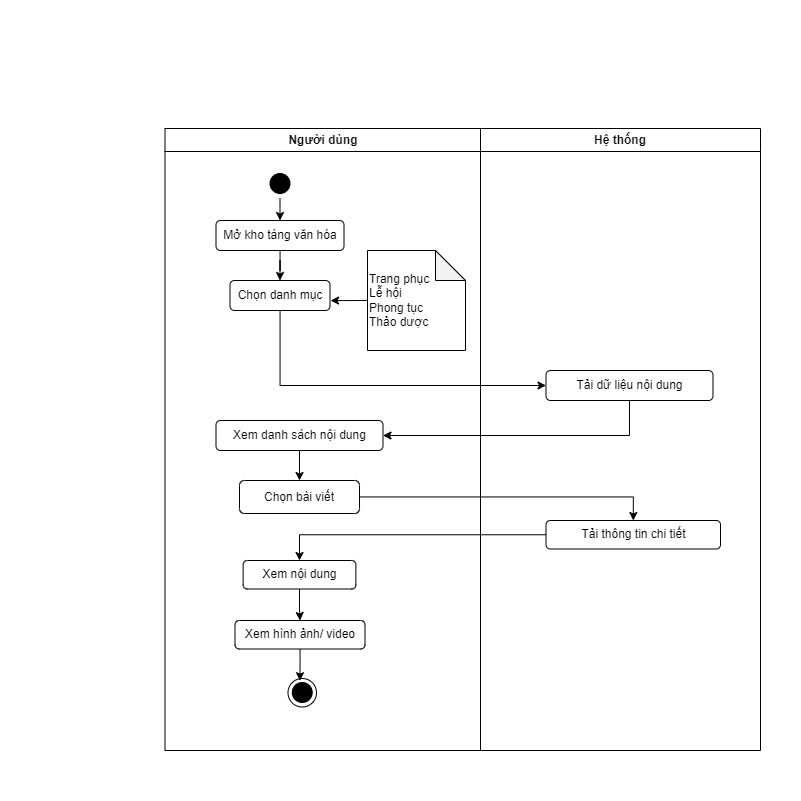 Người dùng
Hệ thống
Mở kho tàng văn hóa
Chọn danh mục
Trang phục
Lễ hội
Phong tục
Thảo dược
Tải dữ liệu nội dung
Xem danh sách nội dung
Chọn bài viết
Tải thông tin chi tiết
Xem nội dung
Xem hình ảnh/ video